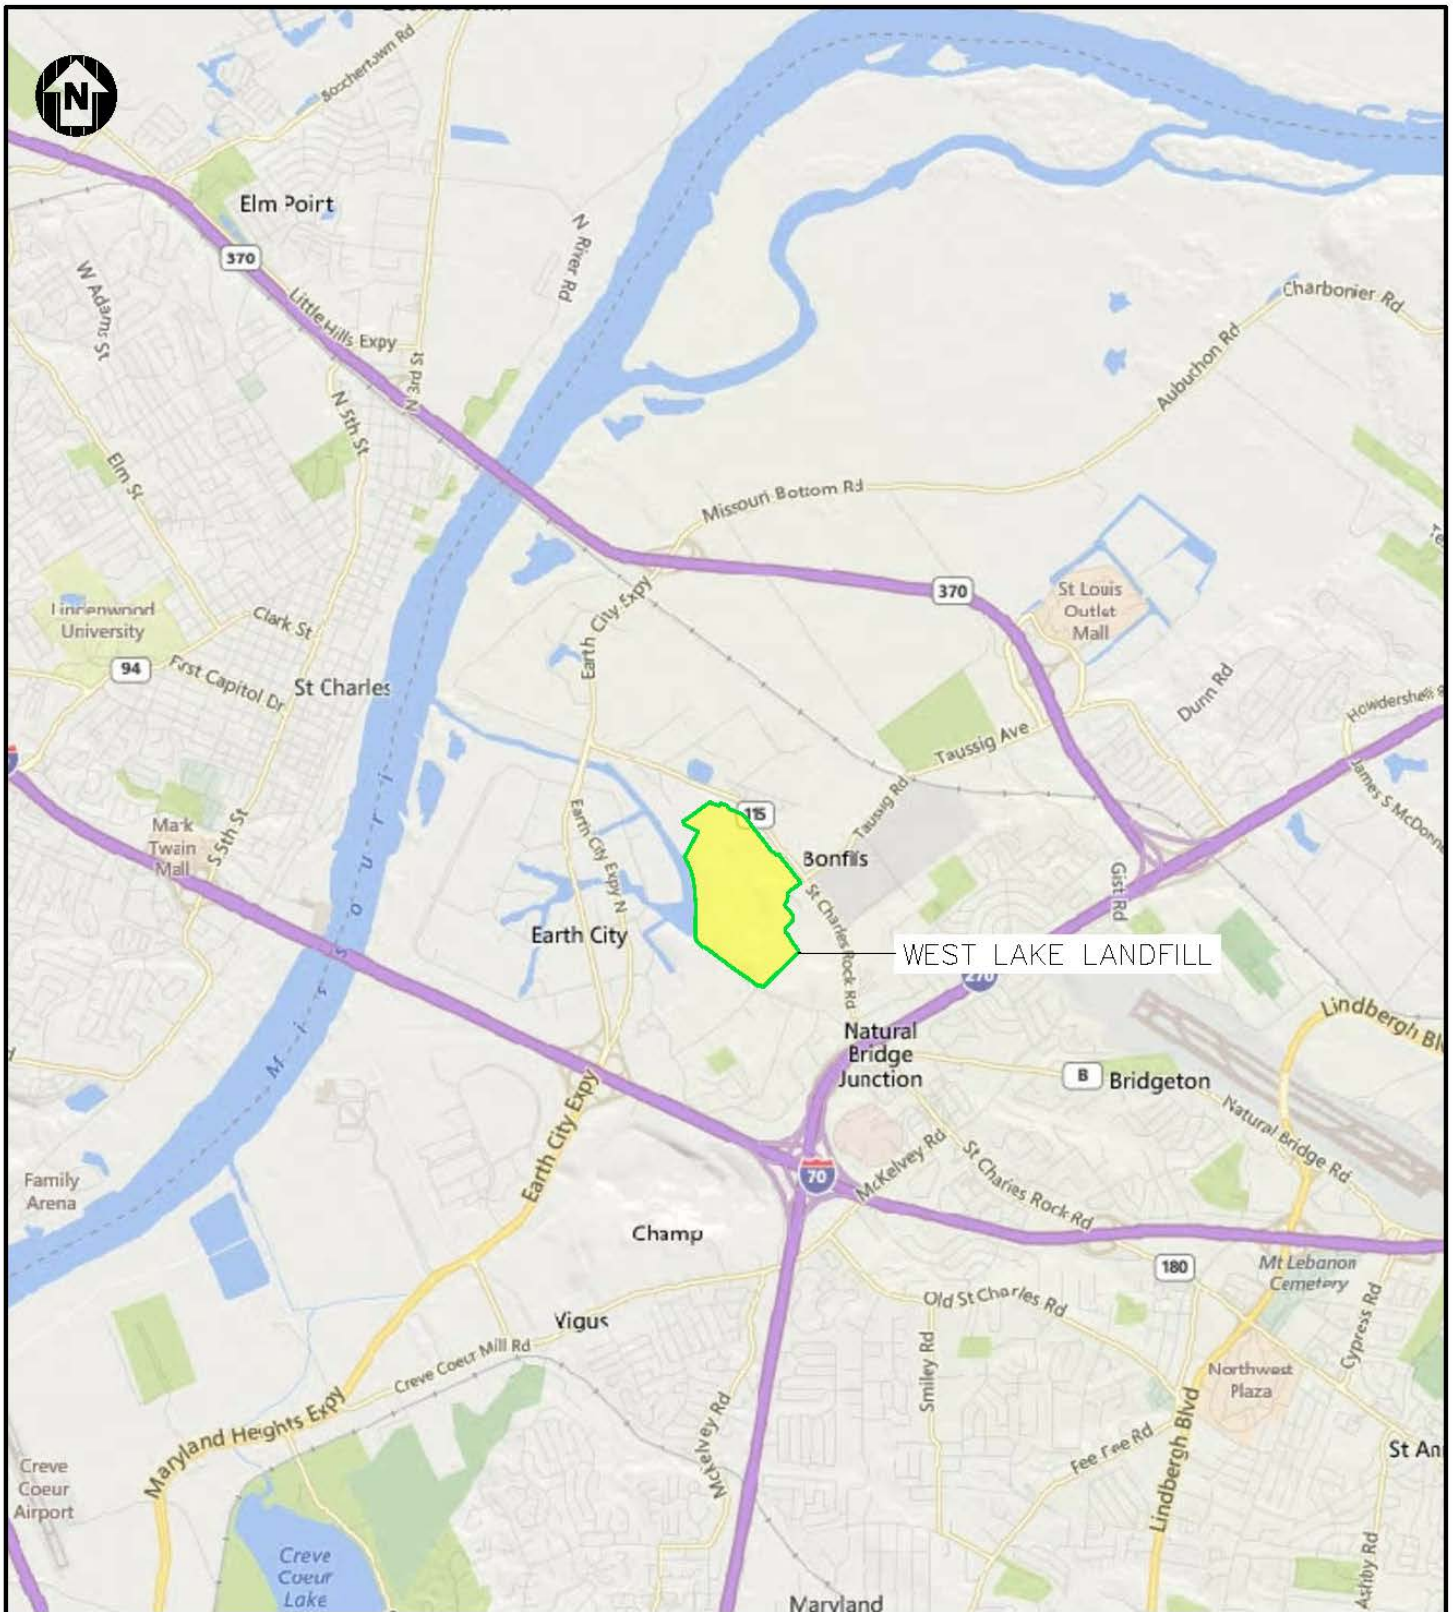 N
Boschertown Rd
Elm Point
N River Rd
370
W Adams St
Charbonier Rd
Little Hills Expy
Aubuchon Rd
N 3rd St
N 5th St
Elm St
Missouri Bottom Rd
370
St Louis
Outlet
Mall
Earth City Expy
Lindenwood
University
Clark St
94
First Capitol Dr
St Charles
Dunn Rd
Howdershell
Taussig Ave
James S McDonn
Taussig Rd
115
Mark
Twain
Mall
S 5th St
Earth City Expy N
Bonfils
Gist Rd
St Charles Rock Rd
Missouri
Earth City
WEST LAKE LANDFILL
270
Lindbergh Bl
Natural
Bridge
Junction
B
Bridgeton
Natural Bridge Rd
Earth City Expy
McKelvey Rd
St Charles Rock Rd
70
Family
Arena
Champ
180
Mt Lebanon
Cemetery
Old St Charles Rd
Cypress Rd
Vigus
Creve Coeur Mill Rd
Smiley Rd
Northwest
Plaza
Maryland Heights Expy
Mckelvey Rd
Lindbergh Blvd
Fee Fee Rd
St An
Creve
Coeur
Airport
Creve
Coeur
Lake
Ashby Rd
Maryland